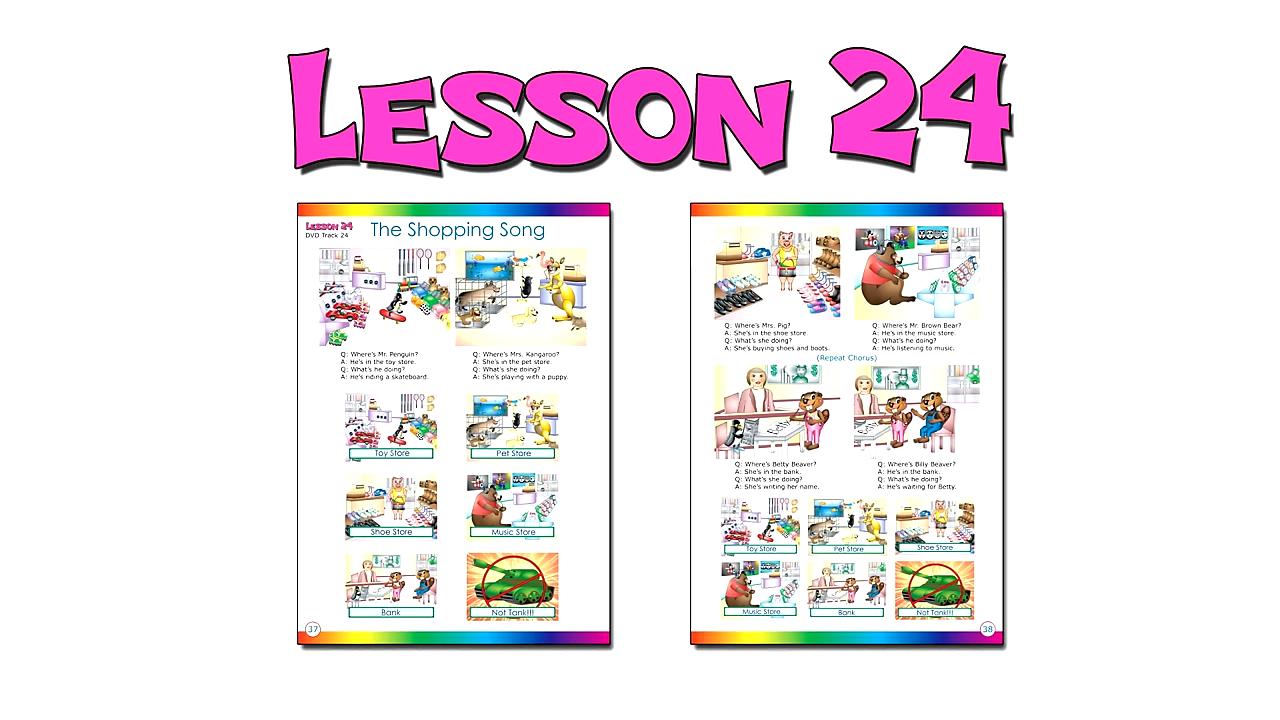 LESSON 24
LESSON 24
DVD Track 24
The Shopping Song
Q: Where's Mr. Penguin?
A: He's in the toy store.
Q: What's he doing?
A: He's riding a skateboard.
Q: Where's Mrs. Kangaroo?
A: She's in the pet store.
Q: What's she doing?
A: She's playing with a puppy.
Toy Store
Pet Store
Shoe Store
Music Store
Bank
Not Tank!!!
37
Q: Where's Mrs. Pig?
A: She's in the shoe store.
Q: What's she doing?
A: She's buying shoes and boots.
Q: Where's Mr. Brown Bear?
A: He's in the music store.
Q: What's he doing?
A: He's listening to music.
(Repeat Chorus)
Betty
Q: Where's Betty Beaver?
A: She's in the bank.
Q: What's she doing?
A: She's writing her name.
Q: Where's Billy Beaver?
A: He's in the bank.
Q: What's he doing?
A: He's waiting for Betty.
Toy Store
Pet Store
Shoe Store
Music Store
Bank
Not Tank!!!
38